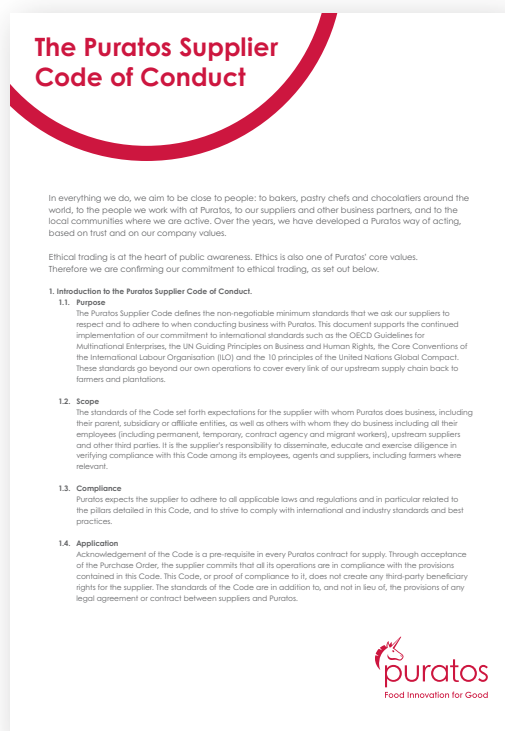 The Puratos Supplier
Code of Conduct
In everything we do, we aim to be close to people: to bakers, pastry chefs and chocolatiers around the
world, to the people we work with at Puratos, to our suppliers and other business partners, and to the
local communities where we are active. Over the years, we have developed a Puratos way of acting,
based on trust and on our company values.
Ethical trading is at the heart of public awareness. Ethics is also one of Puratos' core values.
Therefore we are confirming our commitment to ethical trading, as set out below.
1. Introduction to the Puratos Supplier Code of Conduct.
1.1. Purpose
The Puratos Supplier Code defines the non-negotiable minimum standards that we ask our suppliers to
respect and to adhere to when conducting business with Puratos. This document supports the continued
implementation of our commitment to international standards such as the OECD Guidelines for
Multinational Enterprises, the UN Guiding Principles on Business and Human Rights, the Core Conventions of
the International Labour Organisation (ILO) and the 10 principles of the United Nations Global Compact.
These standards go beyond our own operations to cover every link of our upstream supply chain back to
farmers and plantations.
1.2. Scope
The standards of the Code set forth expectations for the supplier with whom Puratos does business, including
their parent, subsidiary or affiliate entities, as well as others with whom they do business including all their
employees (including permanent, temporary, contract agency and migrant workers), upstream suppliers
and other third parties. It is the supplier's responsibility to disseminate, educate and exercise diligence in
verifying compliance with this Code among its employees, agents and suppliers, including farmers where
relevant.
1.3. Compliance
Puratos expects the supplier to adhere to all applicable laws and regulations and in particular related to
the pillars detailed in this Code, and to strive to comply with international and industry standards and best
practices.
1.4. Application
Acknowledgement of the Code is a pre-requisite in every Puratos contract for supply. Through acceptance
of the Purchase Order, the supplier commits that all its operations are in compliance with the provisions
contained in this Code. This Code, or proof of compliance to it, does not create any third-party beneficiary
rights for the supplier. The standards of the Code are in addition to, and not in lieu of, the provisions of any
legal agreement or contract between suppliers and Puratos.
puratos
Food Innovation for Good